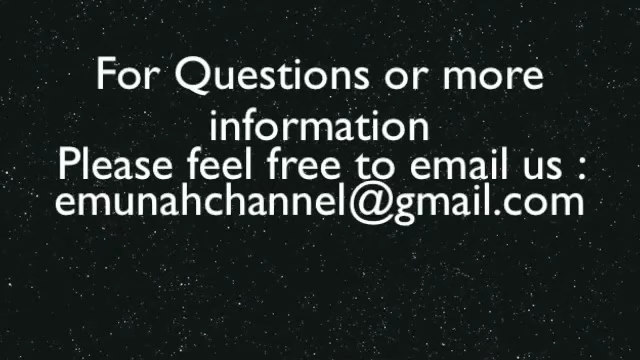 For Questions or more
information
Please feel free to email us :
emunahchannel@gmail.com